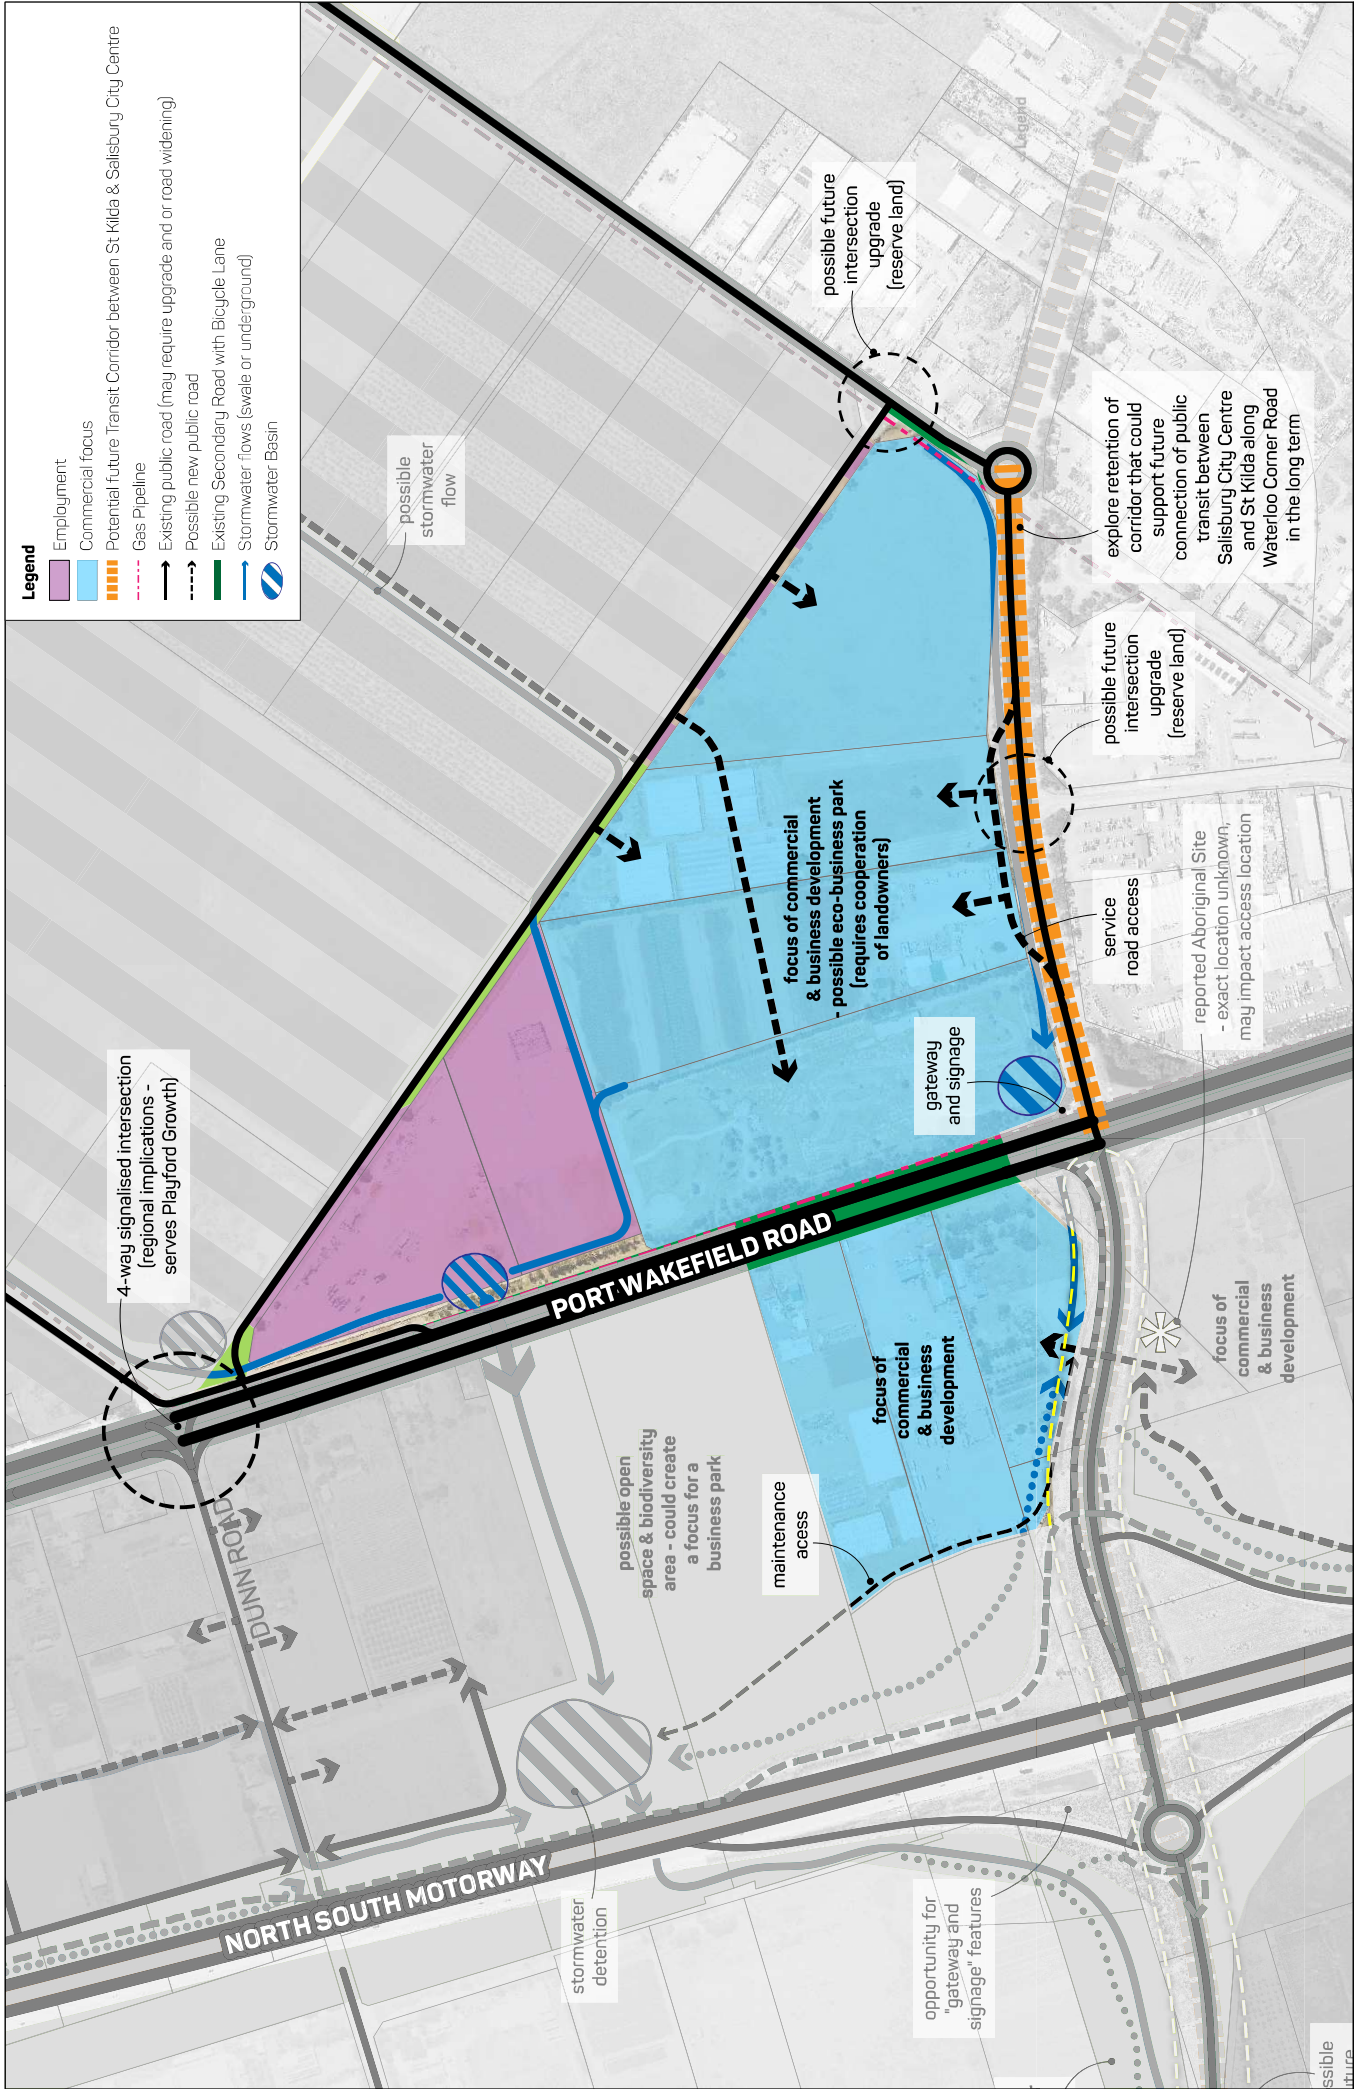 Legend
Employment
Commercial focus
Potential future Transit Corridor between St Kilda & Salisbury City Centre
Gas Pipeline
Existing public road (may require upgrade and or road widening)
Possible new public road
Existing Secondary Road with Bicycle Lane
Stormwater flows (swale or underground)
Stormwater Basin
Legend
possible
stormwater
flow
possible future
intersection
upgrade
(reserve land)
4-way signalised intersection
(regional implications -
serves Playford Growth)
explore retention of
corridor that could
support future
connection of public
transit between
Salisbury City Centre
and St Kilda along
Waterloo Corner Road
in the long term
possible future
intersection
upgrade
(reserve land)
focus of commercial
& business development
- possible eco-business park
(requires cooperation
of landowners)
service
road access
reported Aboriginal Site
- exact location unknown,
may impact access location
gateway
and signage
PORT WAKEFIELD ROAD
focus of
commercial
& business
development
focus of
commercial
& business
development
possible open
space & biodiversity
area - could create
a focus for a
business park
maintenance
acess
DUNN ROAD
NORTH SOUTH MOTORWAY
stormwater
detention
opportunity for
"gateway and
signage" features
ssible
ture